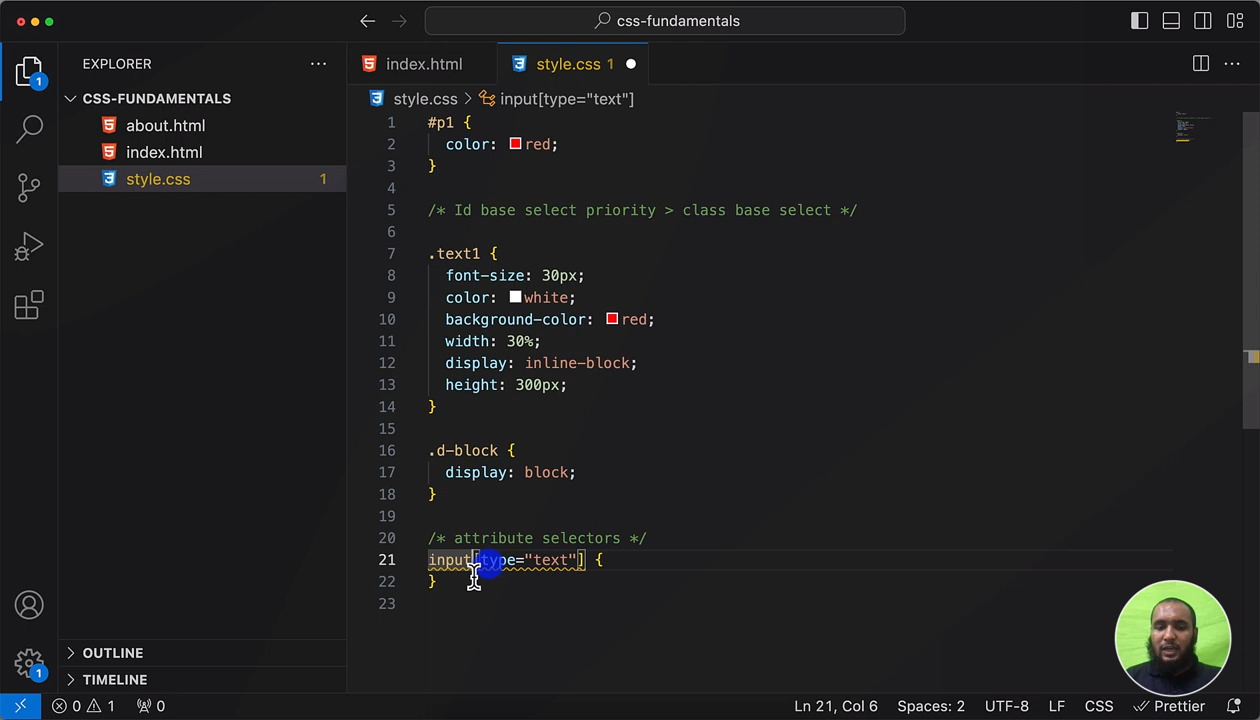 css-fundamentals
EXPLORER
index.html
style.css 1
1
CSS-FUNDAMENTALS
style.css
input[type="text"]
about.html
index.html
style.css 1
1 #p1 {
2 color: red;
3 }
4
5 /* Id base select priority > class base select */
6
7 .text1 {
8 font-size: 30px;
9 color: white;
10 background-color: red;
11 width: 30%;
12 display: inline-block;
13 height: 300px;
14 }
15
16 .d-block {
17 display: block;
18 }
19
20 /* attribute selectors */
21 input[type="text"] {
22 }
23
OUTLINE
1
TIMELINE
0 1 0
Ln 21, Col 6 Spaces: 2 UTF-8 LF CSS Prettier